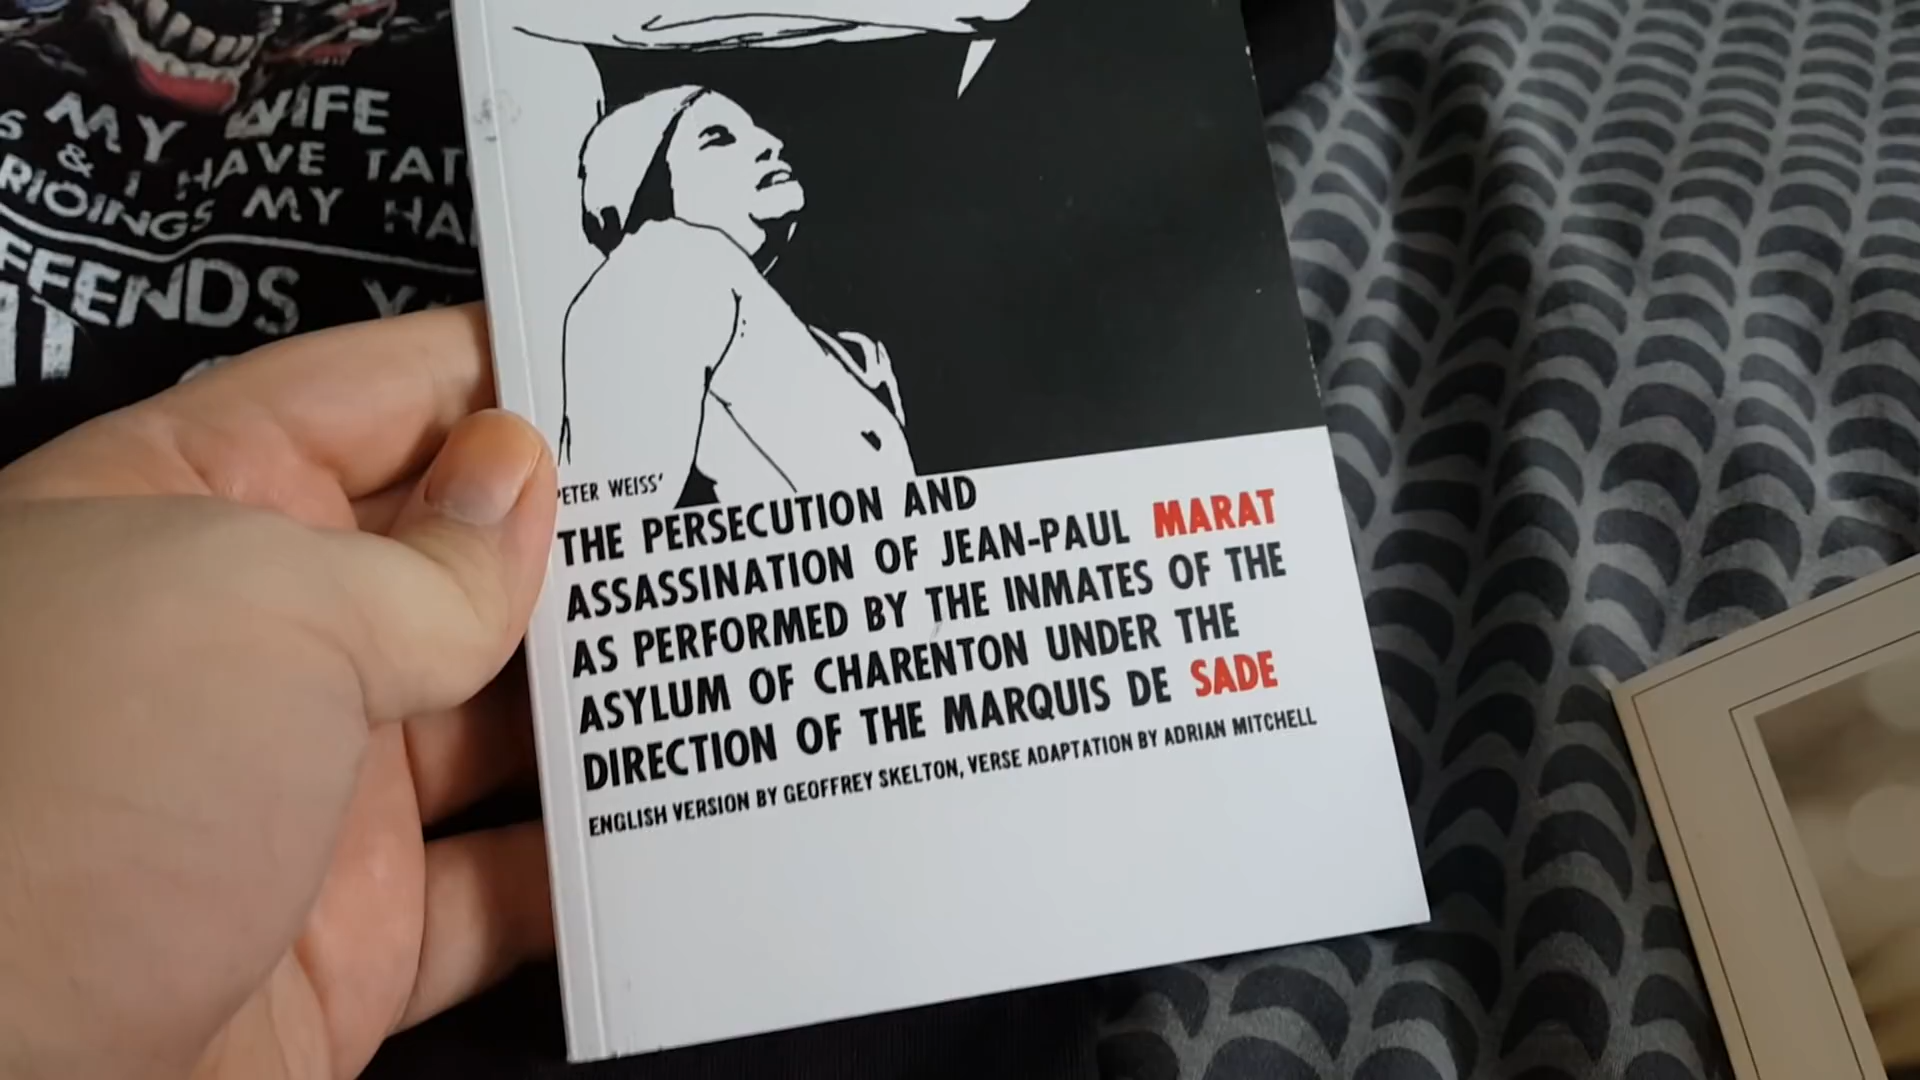 MY WIFE
& I HAVE
MY
PETER WEISS'
THE PERSECUTION AND
ASSASSINATION OF JEAN-PAUL MARAT
AS PERFORMED BY THE INMATES OF THE
ASYLUM OF CHARENTON UNDER THE
DIRECTION OF THE MARQUIS DE SADE
ENGLISH VERSION BY GEOFFREY SKELTON, VERSE ADAPTATION BY ADRIAN MITCHELL